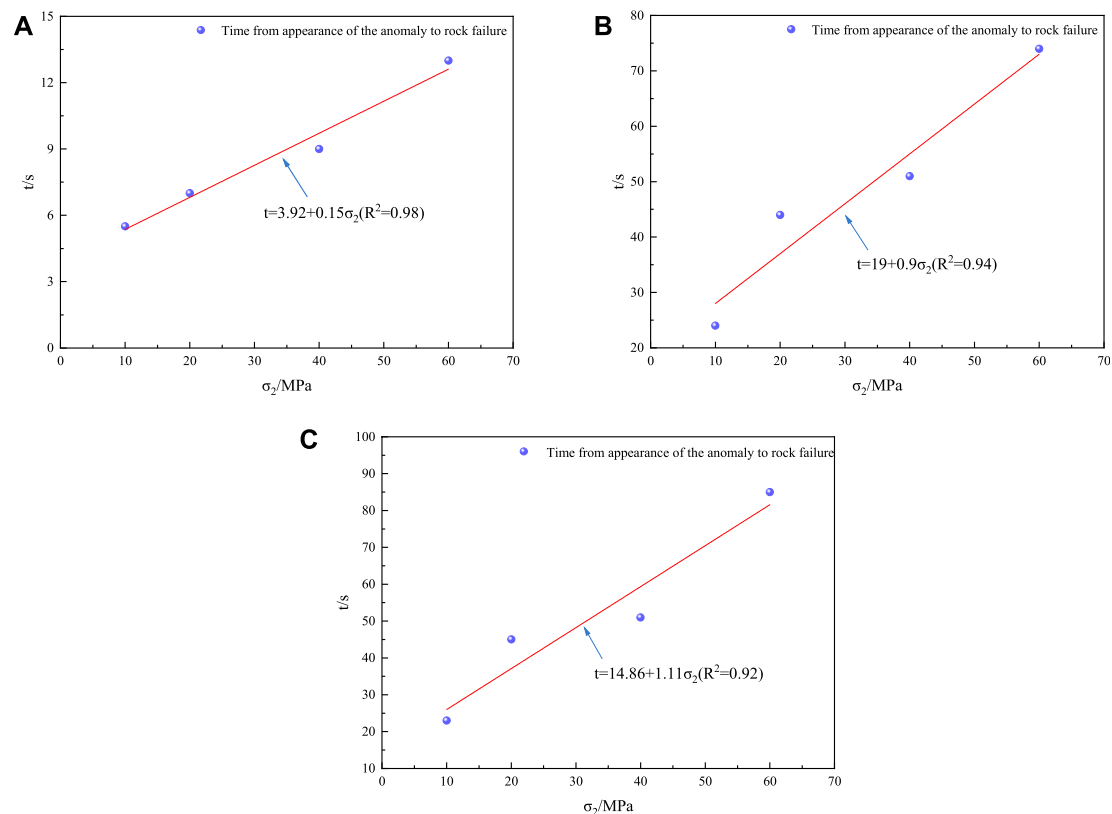 A
Time from appearance of the anomaly to rock failure
15
12
9
6
3
0
t/s
t=3.92+0.15σ₂(R²=0.98)
0 10 20 30 40 50 60 70
σ₂/MPa
B
Time from appearance of the anomaly to rock failure
80
70
60
50
40
30
20
t/s
t=19+0.9σ₂(R²=0.94)
0 10 20 30 40 50 60 70
σ₂/MPa
C
Time from appearance of the anomaly to rock failure
100
90
80
70
60
50
40
30
20
10
t/s
t=14.86+1.11σ₂(R²=0.92)
0 10 20 30 40 50 60 70
σ₂/MPa